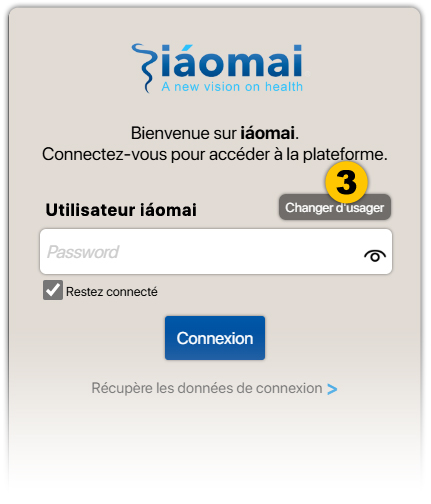 iáomai
A new vision on health
Bienvenue sur iáomai.
Connectez-vous pour accéder à la plateforme.
3
Utilisateur iáomai
Changer d'usager
Password
Restez connecté
Connexion
Récupère les données de connexion >